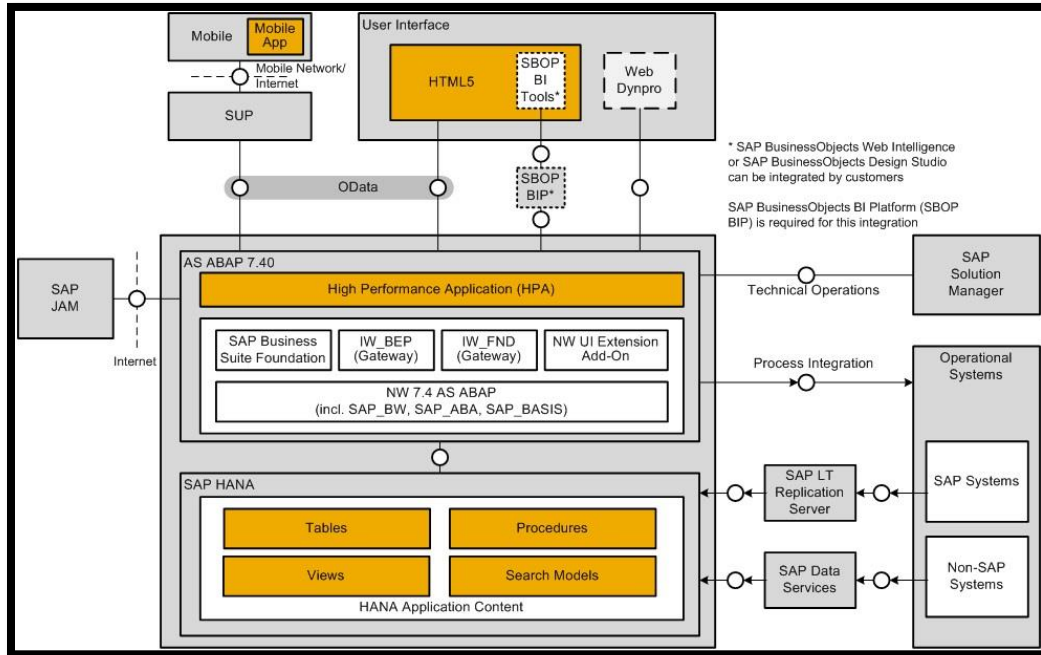 Mobile
Mobile
App
Mobile Network/
Internet
SUP
User Interface
HTML5
SBOP
BI
Tools*
Web
Dynpro
OData
SBOP
BIP*
* SAP BusinessObjects Web Intelligence
or SAP BusinessObjects Design Studio
can be integrated by customers
SAP BusinessObjects BI Platform (SBOP
BIP) is required for this integration
SAP
JAM
Internet
AS ABAP 7.40
High Performance Application (HPA)
SAP Business
Suite Foundation
IW_BEP
(Gateway)
IW_FND
(Gateway)
NW UI Extension
Add-On
NW 7.4 AS ABAP
(incl. SAP_BW, SAP_ABA, SAP_BASIS)
Technical Operations
SAP
Solution
Manager
Process Integration
Operational
Systems
SAP HANA
Tables
Procedures
Views
Search Models
HANA Application Content
SAP LT
Replication
Server
SAP Systems
SAP Data
Services
Non-SAP
Systems